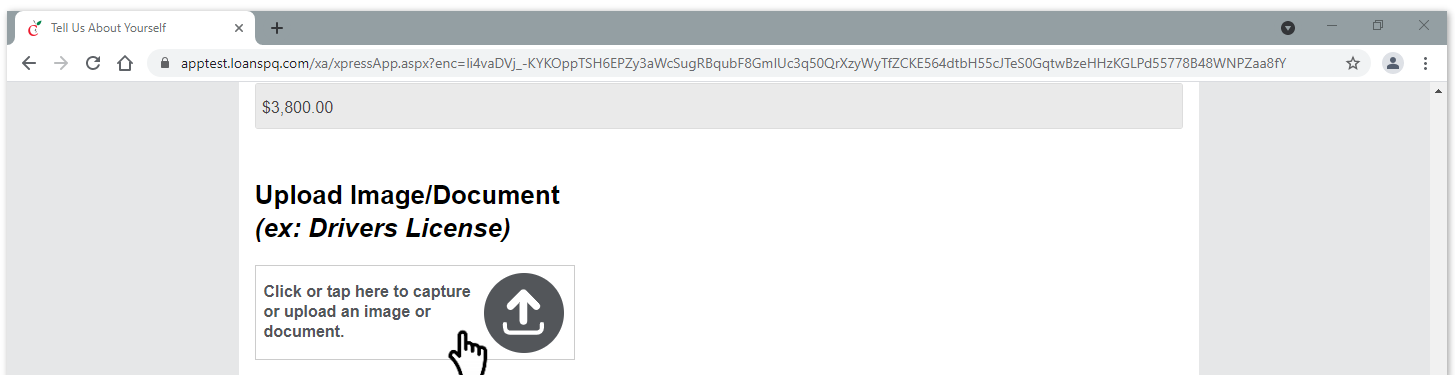 Tell Us About Yourself
apptest.loanspq.com/xa/xpressApp.aspx?enc=Ii4vaDVj_-KYKOppTSH6EPZy3aWcSugRBqubF8GmIUc3q50QrXzyWyTfZCKE564dtbH55cJTeS0GqtwBzeHHzKGLPd55778B48WNPZaa8fY
$3,800.00
Upload Image/Document
(ex: Drivers License)
Click or tap here to capture
or upload an image or
document.